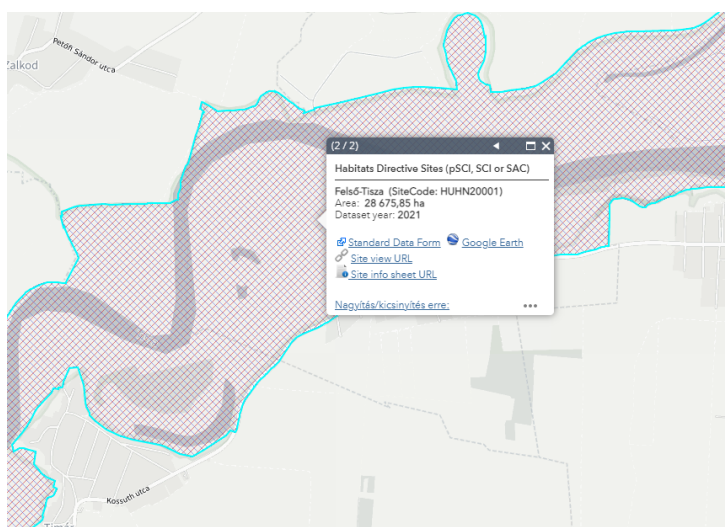 Petőfi Sándor utca
Zalkod
(2 / 2)
Habitats Directive Sites (pSCI, SCI or SAC)
Felső-Tisza (SiteCode: HUHN20001)
Area: 28 675,85 ha
Dataset year: 2021
Standard Data Form Google Earth
Site view URL
Site info sheet URL
Nagyítás/kicsinyítés erre:
Kossuth utca
Timár